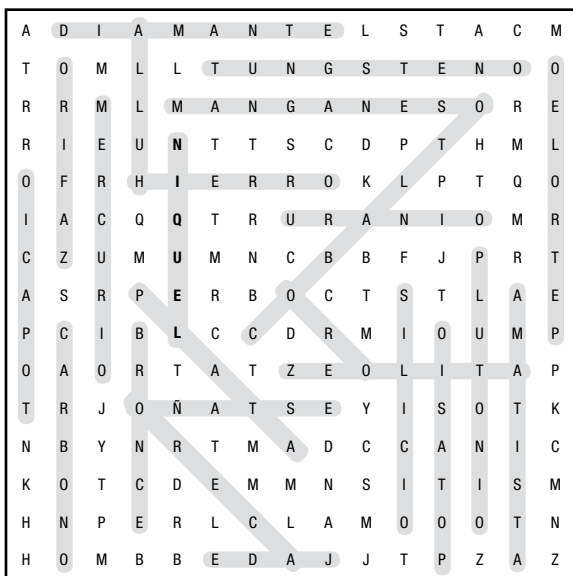 A D I A M A N T E L S T A C M
T O M L L T U N G S T E N O O
R R M L M A N G A N E S O R E
R I E U N T T S C D P T H M L
O F R H I E R R O K L P T Q O
I A C Q Q T R U R A N I O M R
C Z U M U M N C B B F J P R T
A S R P E R B O C T S T L A E
P C I B L C C D R M I O U M P
O A O R T A T Z E O L I T A P
T R J O Ñ A T S E Y I S O T K
N B Y N R T M A D C C A N I C
K O T C D E M M N S I T I S M
H N P E R L C L A M O O O T N
H O M B B E D A J J T P Z A Z